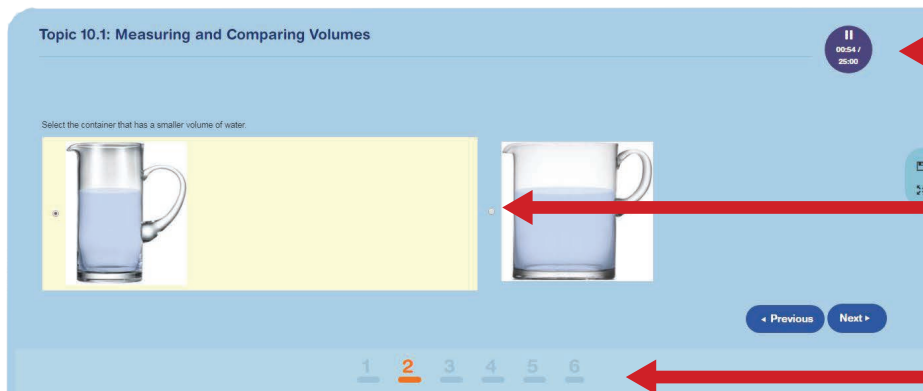 Topic 10.1: Measuring and Comparing Volumes
00:54 /
25:00
Select the container that has a smaller volume of water.
◂ Previous
Next ▸
1 2 3 4 5 6